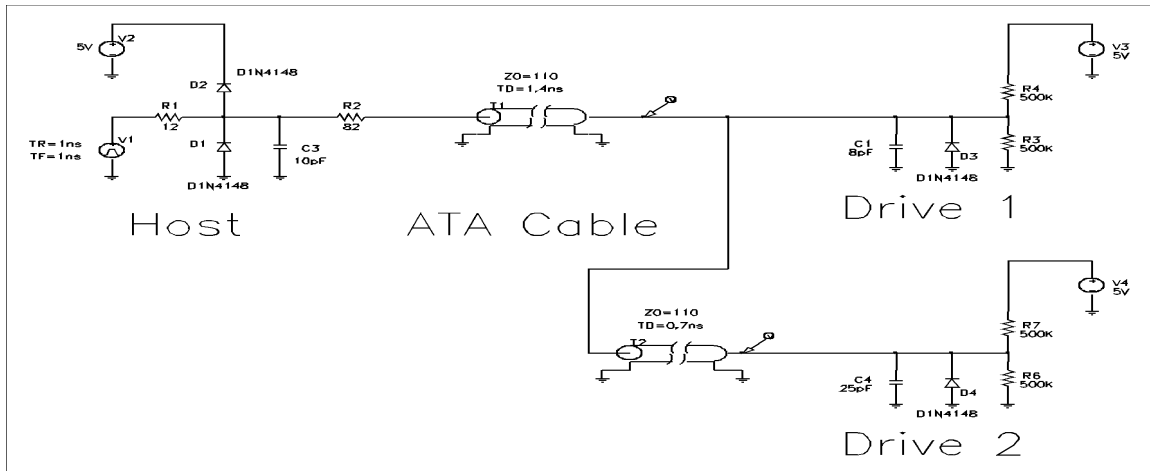 V2
5V
D1N4148
D2
R1
12
R2
82
TR=1ns
TF=1ns
V1
D1
C3
10pF
D1N4148
Host
Z0=110
TD=1.4ns
T1
ATA Cable
V3
5V
R4
500K
R3
500K
C1
8pF
D3
D1N4148
Drive 1
Z0=110
TD=0.7ns
T2
V4
5V
R7
500K
R6
500K
C4
25pF
D4
D1N4148
Drive 2